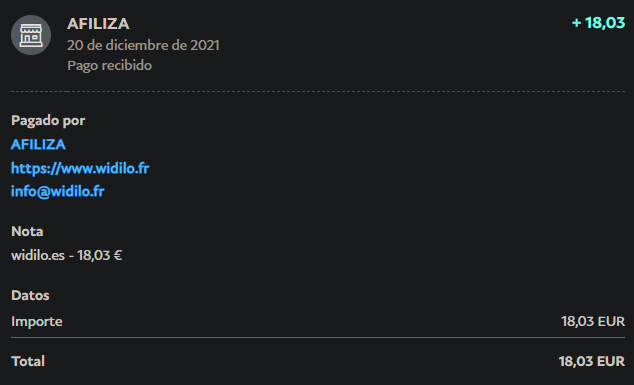 AFILIZA
+ 18,03
20 de diciembre de 2021
Pago recibido
Pagado por
AFILIZA
https://www.widilo.fr
info@widilo.fr
Nota
widilo.es - 18,03 €
Datos
Importe 18,03 EUR
Total 18,03 EUR